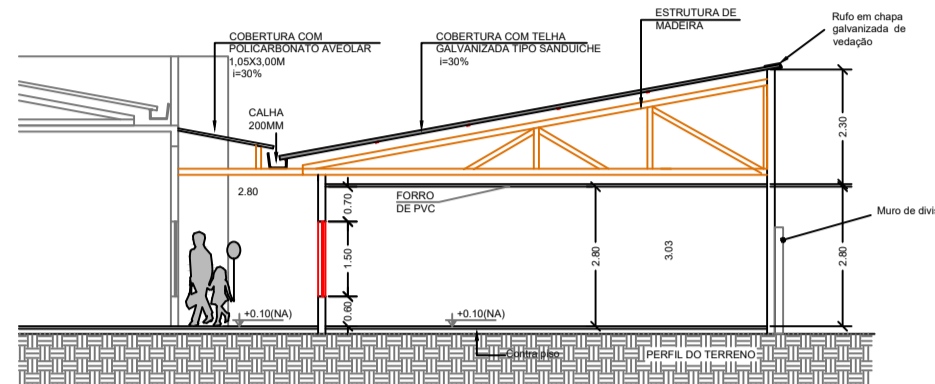 COBERTURA COM
POLICARBONATO AVEOLAR
1,05X3,00M
i=30%
CALHA
200MM
COBERTURA COM TELHA
GALVANIZADA TIPO SANDUICHE
i=30%
ESTRUTURA DE
MADEIRA
Rufo em chapa
galvanizada de
vedação
2.30
2.80
0.70
FORRO
DE PVC
Muro de divis
1.50
2.80
3.03
2.80
0.60
+0.10(NA)
+0.10(NA)
Contra piso
PERFIL DO TERRENO